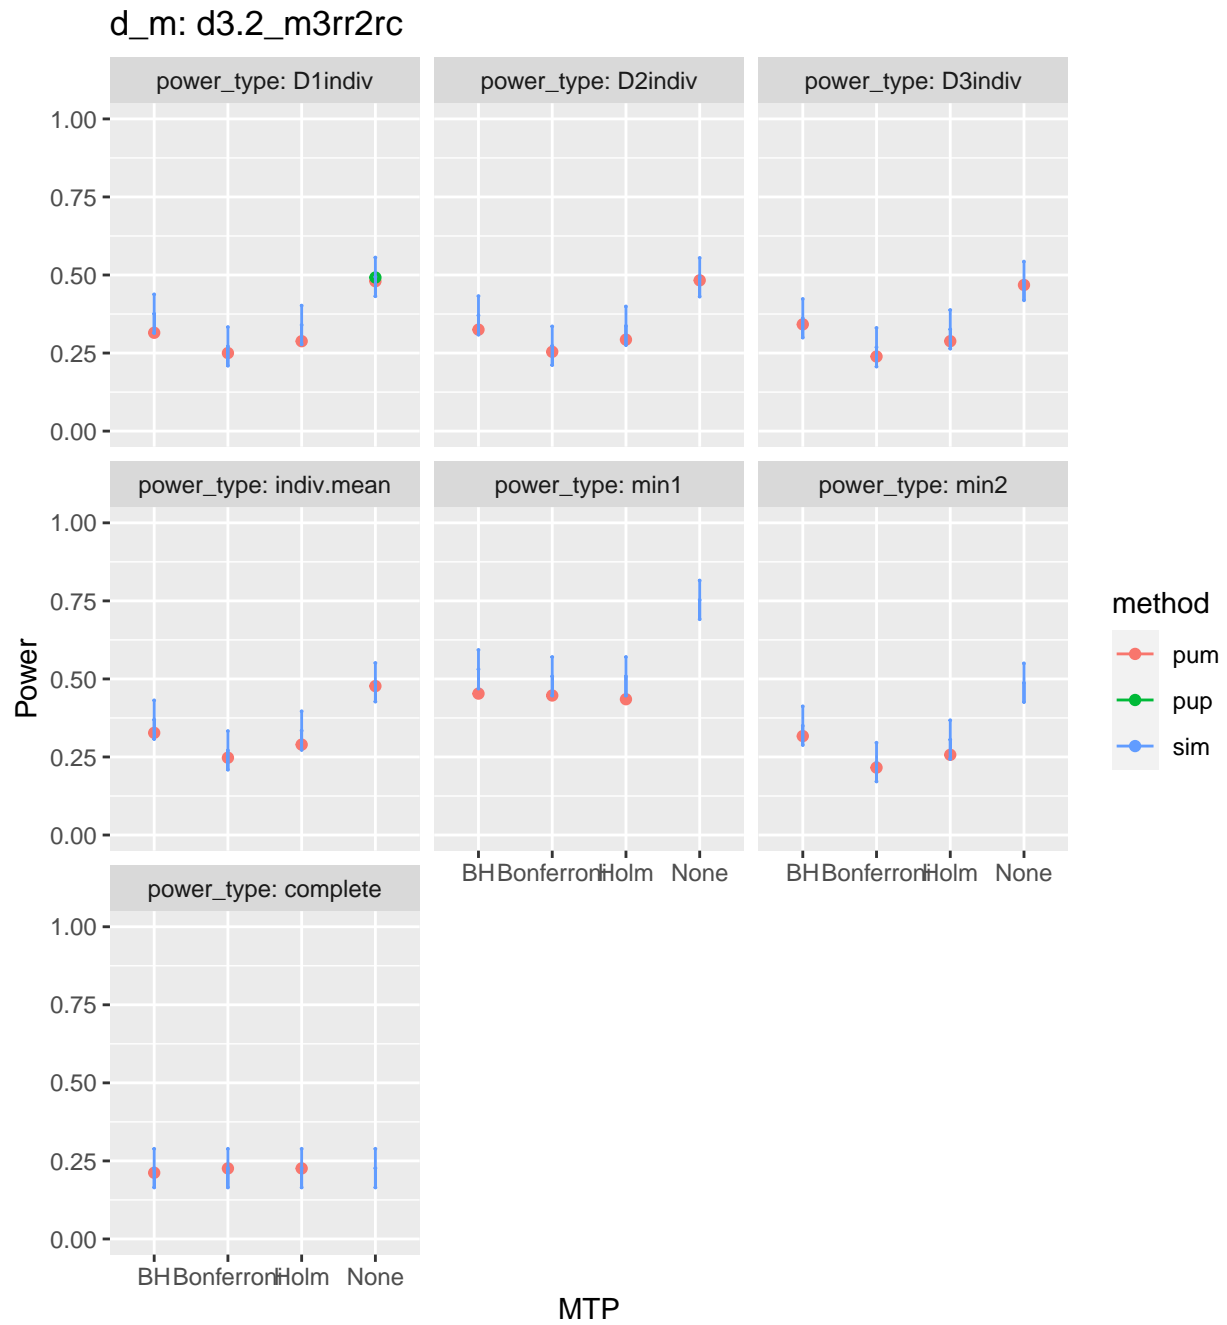 d_m: d3.2_m3rr2rc
power_type: D1indiv power_type: D2indiv power_type: D3indiv
1.00
0.75
0.50
0.25
0.00
power_type: indiv.mean power_type: min1 power_type: min2
1.00
0.75
0.50
0.25
0.00
Power
method
pum
pup
sim
BH Bonferroni Holm None BH Bonferroni Holm None
power_type: complete
1.00
0.75
0.50
0.25
0.00
BH Bonferroni Holm None
MTP